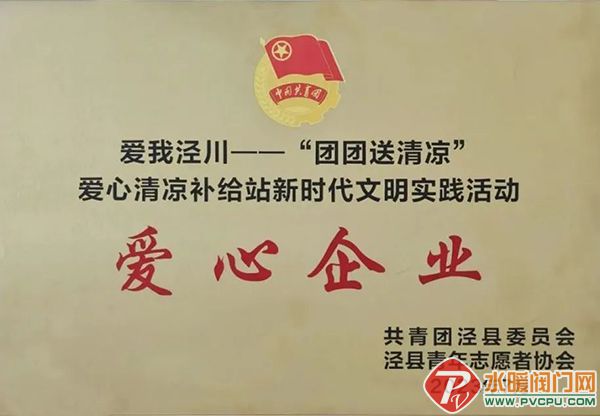 中国共青团
爱我泾川——“团团送清凉”
爱心清凉补给站新时代文明实践活动
爱心企业
共青团泾县委员会
泾县青年志愿者协会
水暖阀门网
WWW.PVCPU.COM